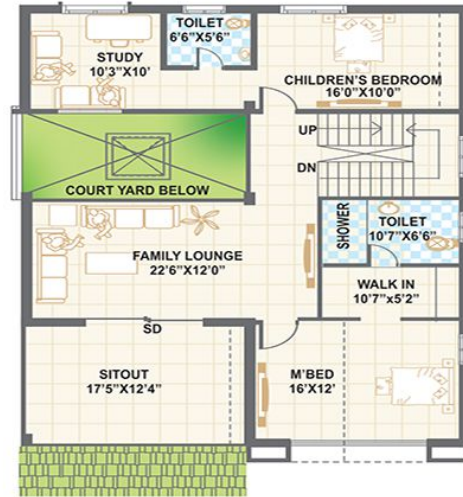 TOILET
6'6"X5'6"
STUDY
10'3"X10'
CHILDREN'S BEDROOM
16'0"X10'0"
UP
DN
COURT YARD BELOW
SHOWER
TOILET
10'7"X6'6"
FAMILY LOUNGE
22'6"X12'0"
WALK IN
10'7"x5'2"
SD
SITOUT
17'5"X12'4"
M'BED
16'X12'